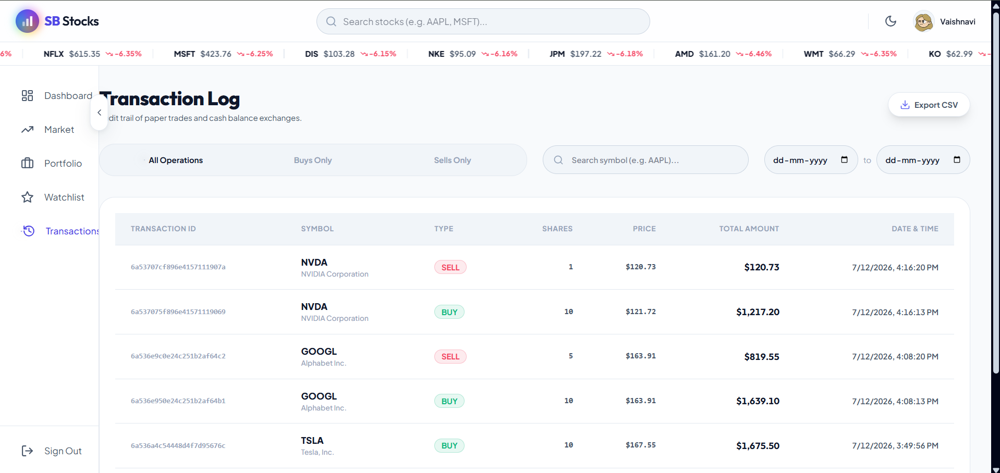 SB Stocks
Search stocks (e.g. AAPL, MSFT)...
Vaishnavi
6% NFLX $615.35 -6.35% MSFT $423.76 -6.25% DIS $103.28 -6.15% NKE $95.09 -6.16% JPM $197.22 -6.18% AMD $161.20 -6.46% WMT $66.29 -6.35% KO $62.99 -
Dashboard
Market
Portfolio
Watchlist
Transactions
Sign Out
Transaction Log
dit trail of paper trades and cash balance exchanges.
Export CSV
All Operations Buys Only Sells Only
Search symbol (e.g. AAPL)...
dd-mm-yyyy to dd-mm-yyyy
TRANSACTION ID SYMBOL TYPE SHARES PRICE TOTAL AMOUNT DATE & TIME
6a53707cf896e4157111907a NVDA SELL 1 $120.73 $120.73 7/12/2026, 4:16:20 PM
NVIDIA Corporation
6a537075f896e41571119069 NVDA BUY 10 $121.72 $1,217.20 7/12/2026, 4:16:13 PM
NVIDIA Corporation
6a536e9c0e24c251b2af64c2 GOOGL SELL 5 $163.91 $819.55 7/12/2026, 4:08:20 PM
Alphabet Inc.
6a536e950e24c251b2af64b1 GOOGL BUY 10 $163.91 $1,639.10 7/12/2026, 4:08:13 PM
Alphabet Inc.
6a536a4c54448d4f7d95676c TSLA BUY 10 $167.55 $1,675.50 7/12/2026, 3:49:56 PM
Tesla, Inc.